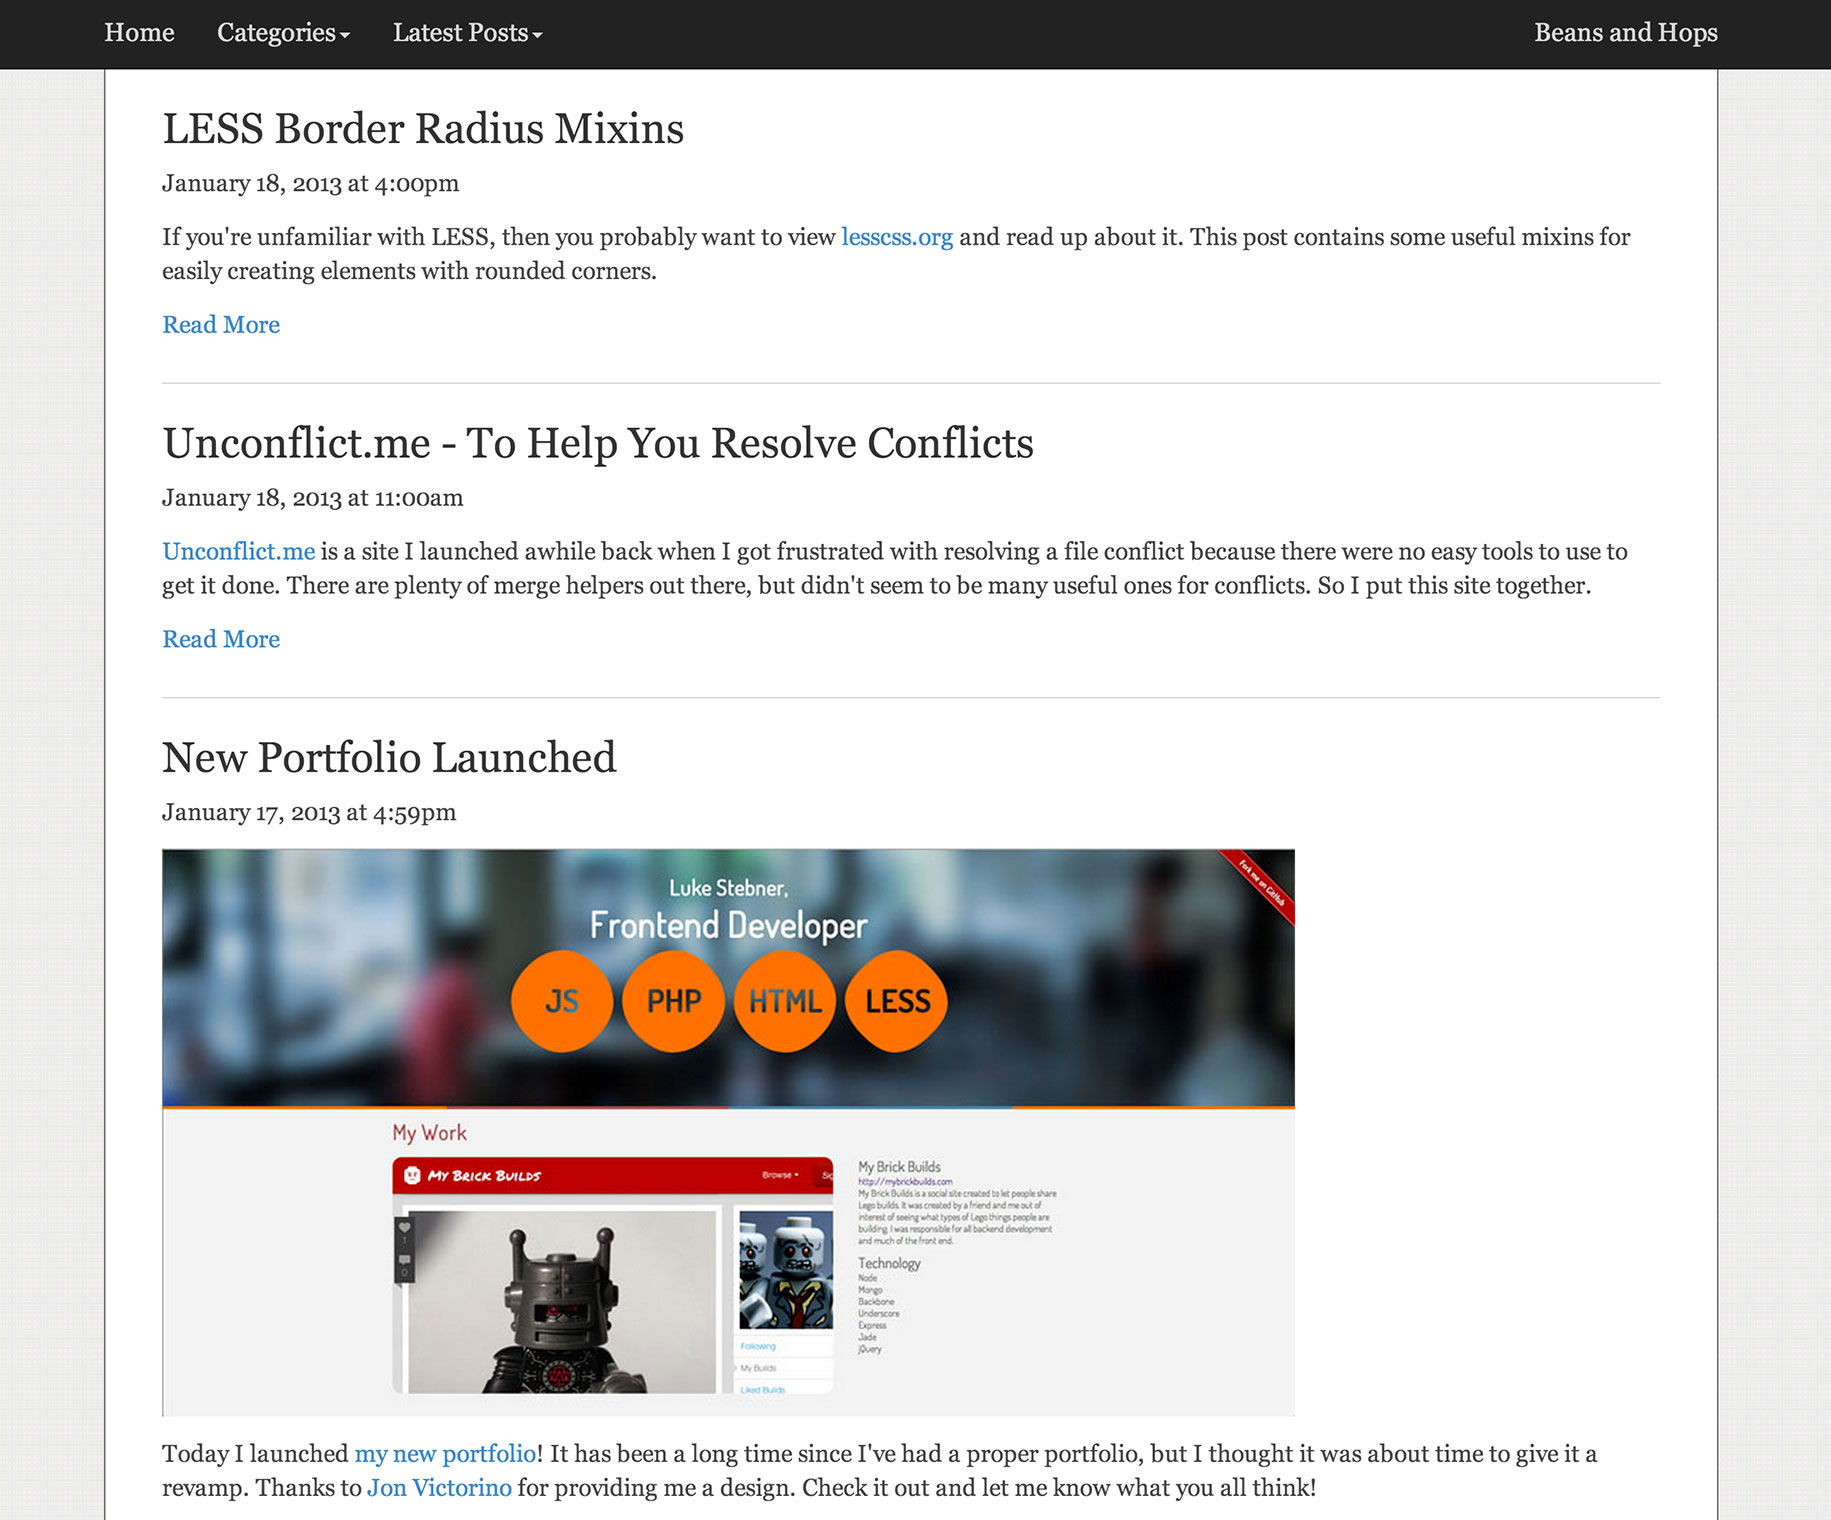 Home Categories Latest Posts Beans and Hops
LESS Border Radius Mixins
January 18, 2013 at 4:00pm
If you're unfamiliar with LESS, then you probably want to view lesscss.org and read up about it. This post contains some useful mixins for
easily creating elements with rounded corners.
Read More
Unconflict.me - To Help You Resolve Conflicts
January 18, 2013 at 11:00am
Unconflict.me is a site I launched awhile back when I got frustrated with resolving a file conflict because there were no easy tools to use to
get it done. There are plenty of merge helpers out there, but didn't seem to be many useful ones for conflicts. So I put this site together.
Read More
New Portfolio Launched
January 17, 2013 at 4:59pm
Fork me on GitHub
Luke Stebner,
Frontend Developer
JS PHP HTML LESS
My Work
My Brick Builds
Browse
Sig
1
0
Following
My Builds
Liked Builds
My Brick Builds
http://mybrickbuilds.com
My Brick Builds is a social site created to let people share
Lego builds. It was created by a friend and me out of
interest of seeing what types of Lego things people are
building. I was responsible for all backend development
and much of the front end.
Technology
Node
Mongo
Backbone
Underscore
Express
Jade
jQuery
Today I launched my new portfolio! It has been a long time since I've had a proper portfolio, but I thought it was about time to give it a
revamp. Thanks to Jon Victorino for providing me a design. Check it out and let me know what you all think!